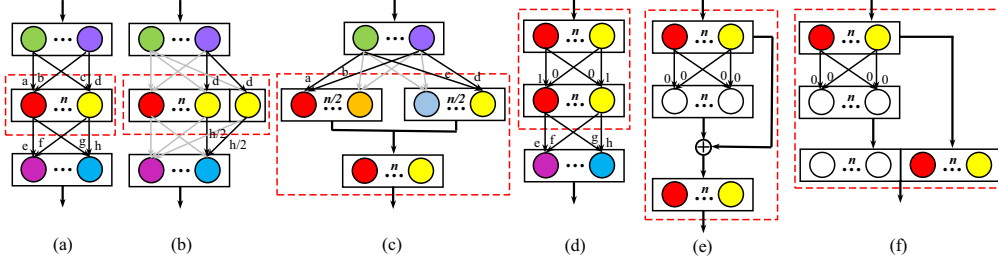 ...
a b c d
n
...
e f g h
(a)
...
d d
n
...
h/2 h/2
...
(b)
...
a b c d
n/2 n/2
... ...
n
...
(c)
n
...
1 0 0 1
n
...
e f g h
...
(d)
n
...
0 0 0 0
n
...
n
...
(e)
n
...
0 0 0 0
n
...
n n
... ...
(f)